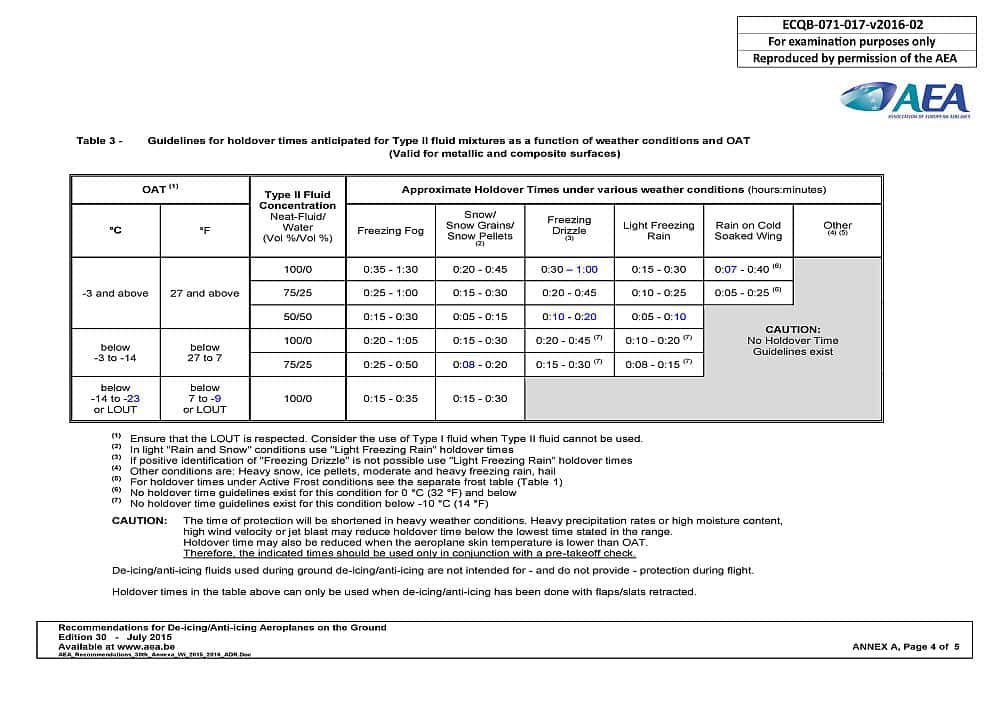 ECQB-071-017-v2016-02
For examination purposes only
Reproduced by permission of the AEA
AEA
ASSOCIATION OF EUROPEAN AIRLINES
Table 3 - Guidelines for holdover times anticipated for Type II fluid mixtures as a function of weather conditions and OAT
(Valid for metallic and composite surfaces)
OAT (1)
Type II Fluid
Concentration
Neat-Fluid/
Water
(Vol %/Vol %)
Approximate Holdover Times under various weather conditions (hours:minutes)
°C
°F
Freezing Fog
Snow/
Snow Grains/
Snow Pellets
(2)
Freezing
Drizzle
(3)
Light Freezing
Rain
Rain on Cold
Soaked Wing
Other
(4) (5)
-3 and above
27 and above
100/0 0:35 - 1:30 0:20 - 0:45 0:30 – 1:00 0:15 - 0:30 0:07 - 0:40 (6)
75/25 0:25 - 1:00 0:15 - 0:30 0:20 - 0:45 0:10 - 0:25 0:05 - 0:25 (6)
50/50 0:15 - 0:30 0:05 - 0:15 0:10 - 0:20 0:05 - 0:10
CAUTION:
No Holdover Time
Guidelines exist
below
-3 to -14
below
27 to 7
100/0 0:20 - 1:05 0:15 - 0:30 0:20 - 0:45 (7) 0:10 - 0:20 (7)
75/25 0:25 - 0:50 0:08 - 0:20 0:15 - 0:30 (7) 0:08 - 0:15 (7)
below
-14 to -23
or LOUT
below
7 to -9
or LOUT
100/0 0:15 - 0:35 0:15 - 0:30
(1) Ensure that the LOUT is respected. Consider the use of Type I fluid when Type II fluid cannot be used.
(2) In light "Rain and Snow" conditions use "Light Freezing Rain" holdover times
(3) If positive identification of "Freezing Drizzle" is not possible use "Light Freezing Rain" holdover times
(4) Other conditions are: Heavy snow, ice pellets, moderate and heavy freezing rain, hail
(5) For holdover times under Active Frost conditions see the separate frost table (Table 1)
(6) No holdover time guidelines exist for this condition for 0 °C (32 °F) and below
(7) No holdover time guidelines exist for this condition below -10 °C (14 °F)
CAUTION: The time of protection will be shortened in heavy weather conditions. Heavy precipitation rates or high moisture content,
high wind velocity or jet blast may reduce holdover time below the lowest time stated in the range.
Holdover time may also be reduced when the aeroplane skin temperature is lower than OAT.
Therefore, the indicated times should be used only in conjunction with a pre-takeoff check.
De-icing/anti-icing fluids used during ground de-icing/anti-icing are not intended for - and do not provide - protection during flight.
Holdover times in the table above can only be used when de-icing/anti-icing has been done with flaps/slats retracted.
Recommendations for De-Icing/Anti-icing Aeroplanes on the Ground
Edition 30 - July 2015
Available at www.aea.be
AEA_Recommendations_30th_Annexa_Wi_2015_2016_ADR.Doc
ANNEX A, Page 4 of 5